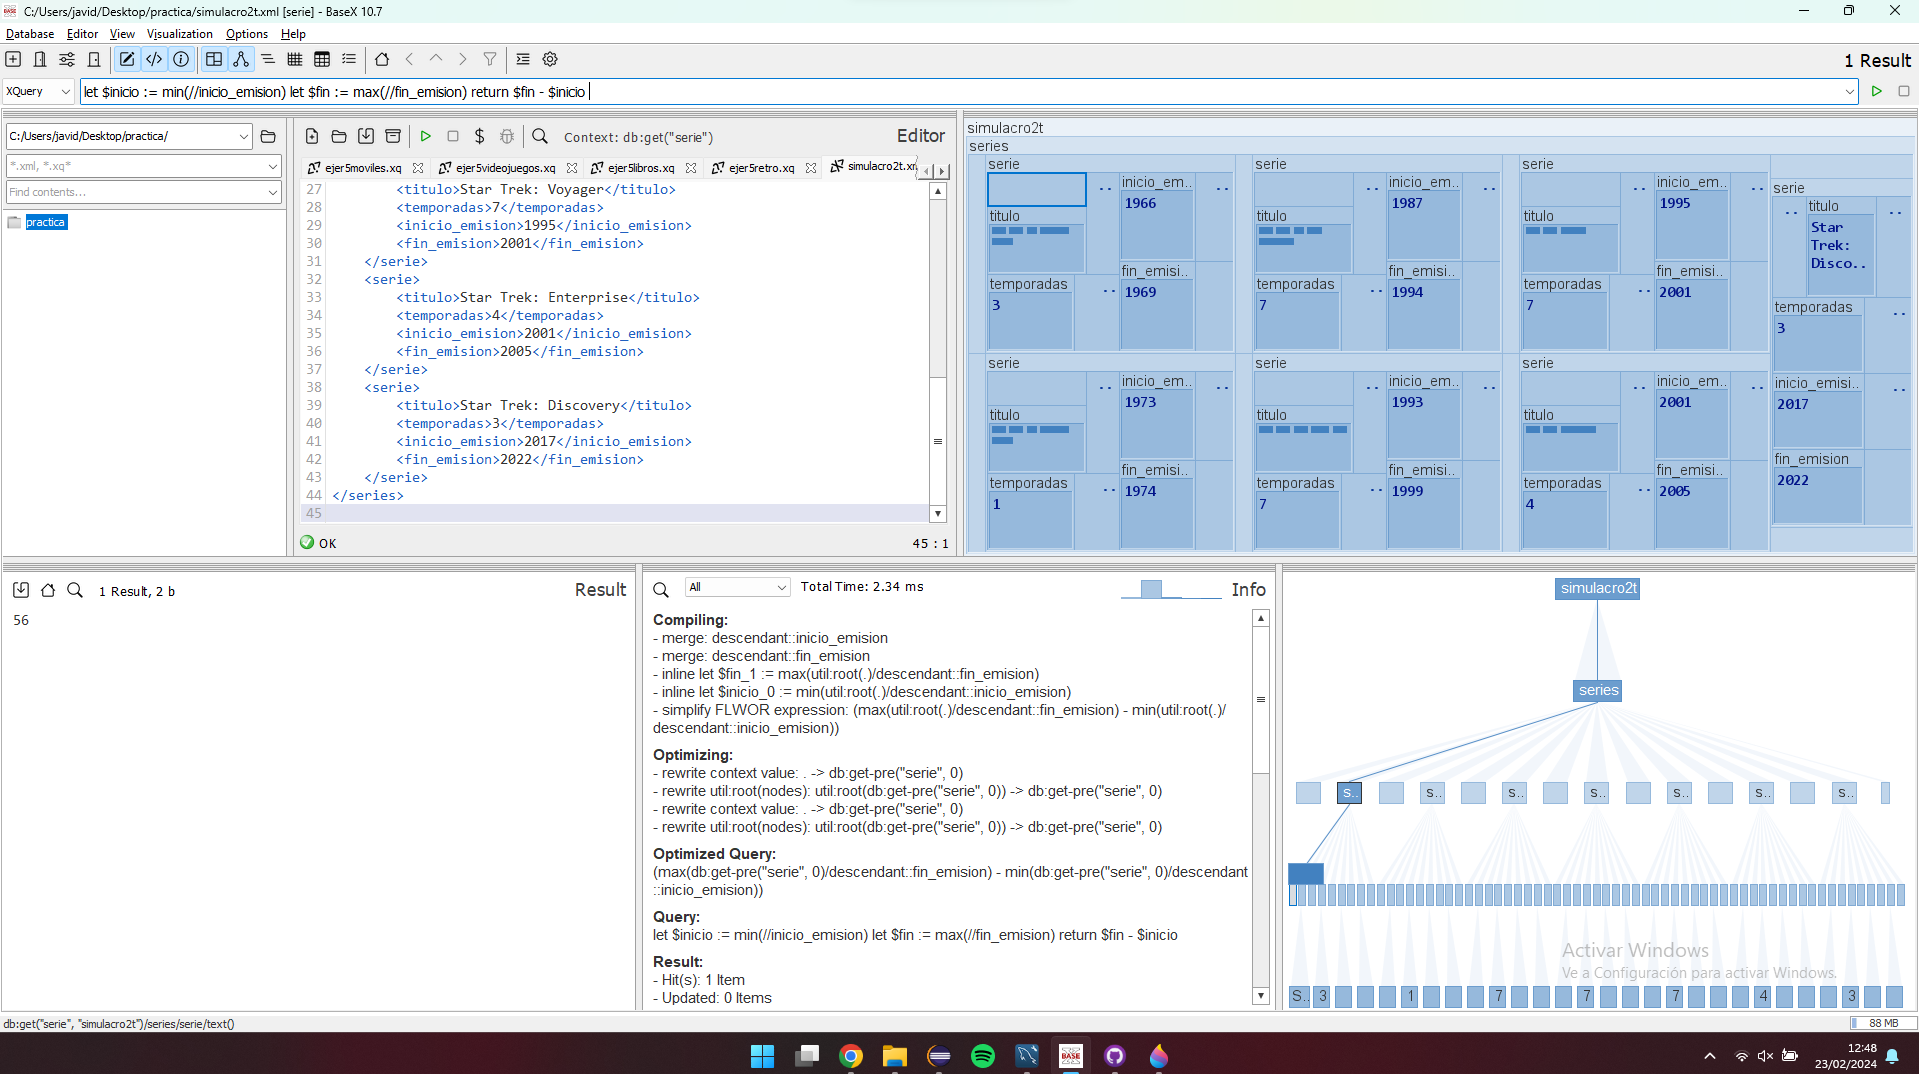 C:/Users/javid/Desktop/practica/simulacro2t.xml [serie] - BaseX 10.7
Database Editor View Visualization Options Help
1 Result
XQuery
let $inicio := min(//inicio_emision) let $fin := max(//fin_emision) return $fin - $inicio
C:/Users/javid/Desktop/practica/
*.xml, *.xq*
Find contents...
practica
Context: db:get("serie")
Editor
ejer5moviles.xq ejer5videojuegos.xq ejer5libros.xq ejer5retro.xq simulacro2t.xm
27 <titulo>Star Trek: Voyager</titulo>
28 <temporadas>7</temporadas>
29 <inicio_emision>1995</inicio_emision>
30 <fin_emision>2001</fin_emision>
31 </serie>
32 <serie>
33 <titulo>Star Trek: Enterprise</titulo>
34 <temporadas>4</temporadas>
35 <inicio_emision>2001</inicio_emision>
36 <fin_emision>2005</fin_emision>
37 </serie>
38 <serie>
39 <titulo>Star Trek: Discovery</titulo>
40 <temporadas>3</temporadas>
41 <inicio_emision>2017</inicio_emision>
42 <fin_emision>2022</fin_emision>
43 </serie>
44 </series>
45
OK
45 : 1
simulacro2t
series
serie
.. inicio_em.. ..
1966
titulo
fin_emisi..
temporadas ..
1969
3
serie
.. inicio_em.. ..
1987
titulo
fin_emisi..
temporadas ..
1994
7
serie
.. inicio_em.. ..
1995
titulo
fin_emisi..
temporadas ..
2001
7
serie
.. inicio_em.. ..
1973
titulo
fin_emisi..
temporadas ..
1974
1
serie
.. inicio_em.. ..
1993
titulo
fin_emisi..
temporadas ..
1999
7
serie
.. inicio_em.. ..
2001
titulo
fin_emisi..
temporadas ..
2005
4
serie
titulo
.. ..
Star
Trek:
Disco..
temporadas
..
3
inicio_emisi..
..
2017
fin_emision
2022
1 Result, 2 b
Result
56
All
Total Time: 2.34 ms
Info
Compiling:
- merge: descendant::inicio_emision
- merge: descendant::fin_emision
- inline let $fin_1 := max(util:root(.)/descendant::fin_emision)
- inline let $inicio_0 := min(util:root(.)/descendant::inicio_emision)
- simplify FLWOR expression: (max(util:root(.)/descendant::fin_emision) - min(util:root(.)/
descendant::inicio_emision))
Optimizing:
- rewrite context value: . -> db:get-pre("serie", 0)
- rewrite util:root(nodes): util:root(db:get-pre("serie", 0)) -> db:get-pre("serie", 0)
- rewrite context value: . -> db:get-pre("serie", 0)
- rewrite util:root(nodes): util:root(db:get-pre("serie", 0)) -> db:get-pre("serie", 0)
Optimized Query:
(max(db:get-pre("serie", 0)/descendant::fin_emision) - min(db:get-pre("serie", 0)/descendant
::inicio_emision))
Query:
let $inicio := min(//inicio_emision) let $fin := max(//fin_emision) return $fin - $inicio
Result:
- Hit(s): 1 Item
- Updated: 0 Items
simulacro2t
series
s.. s.. s.. s.. s.. s.. s..
S.. 3 1 7 7 7 4 3
Activar Windows
Ve a Configuración para activar Windows.
db:get("serie", "simulacro2t")/series/serie/text()
88 MB
BASE
12:48
23/02/2024